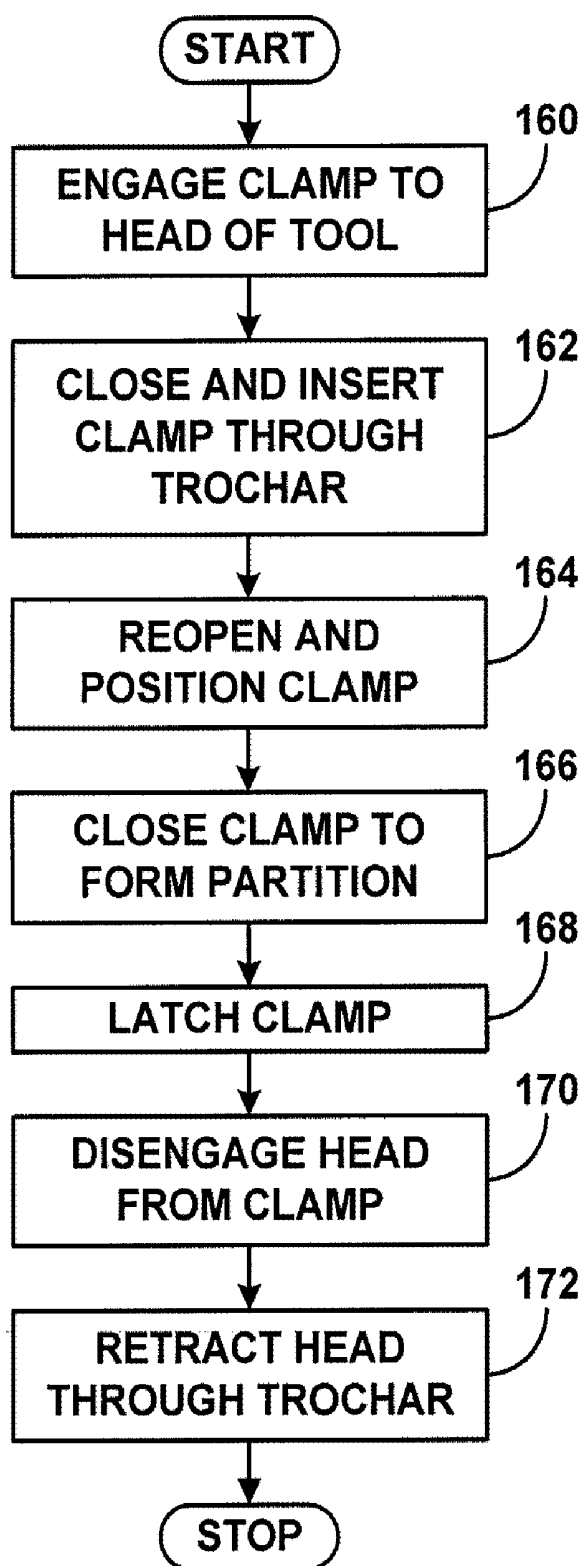 START
160
ENGAGE CLAMP TO
HEAD OF TOOL
162
CLOSE AND INSERT
CLAMP THROUGH
TROCHAR
164
REOPEN AND
POSITION CLAMP
166
CLOSE CLAMP TO
FORM PARTITION
168
LATCH CLAMP
170
DISENGAGE HEAD
FROM CLAMP
172
RETRACT HEAD
THROUGH TROCHAR
STOP